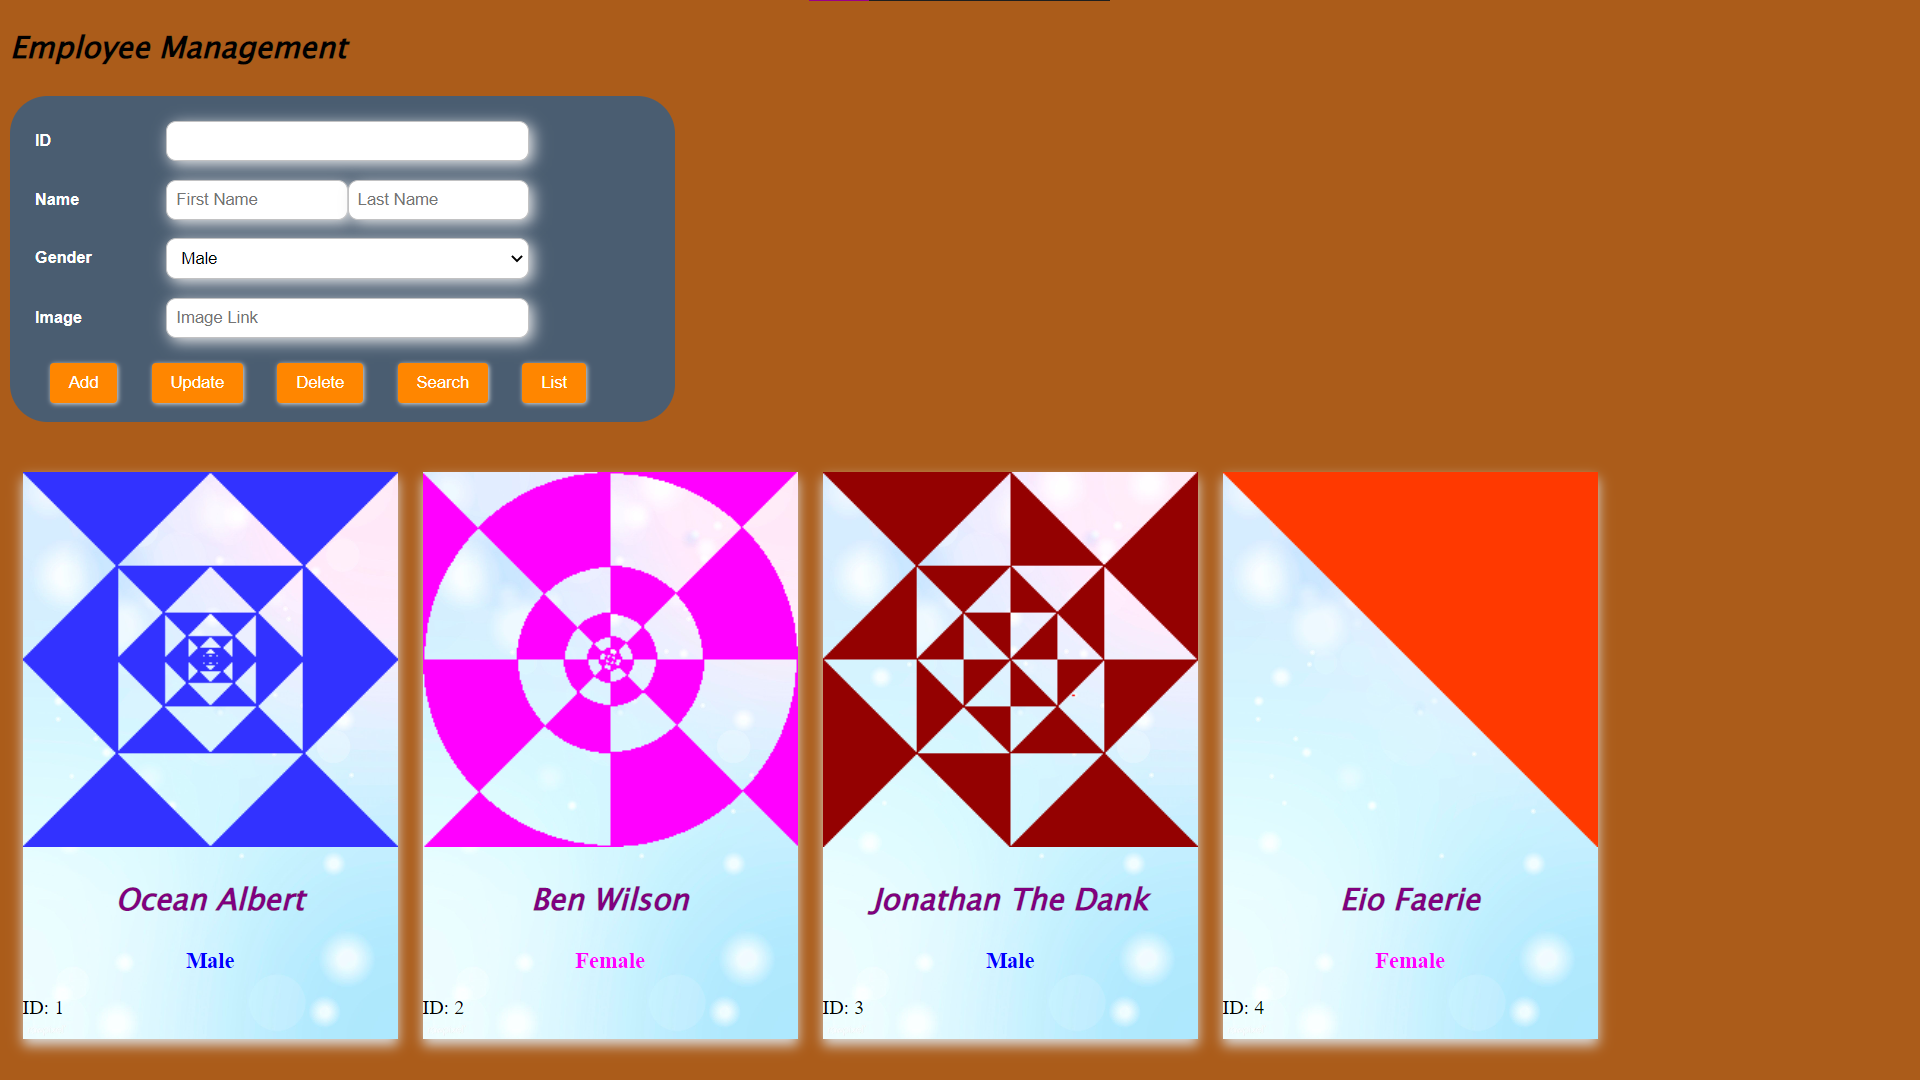 Employee Management
ID
Name First Name Last Name
Gender Male
Image Image Link
Add Update Delete Search List
Ocean Albert
Male
ID: 1
Ben Wilson
Female
ID: 2
Jonathan The Dank
Male
ID: 3
Eio Faerie
Female
ID: 4